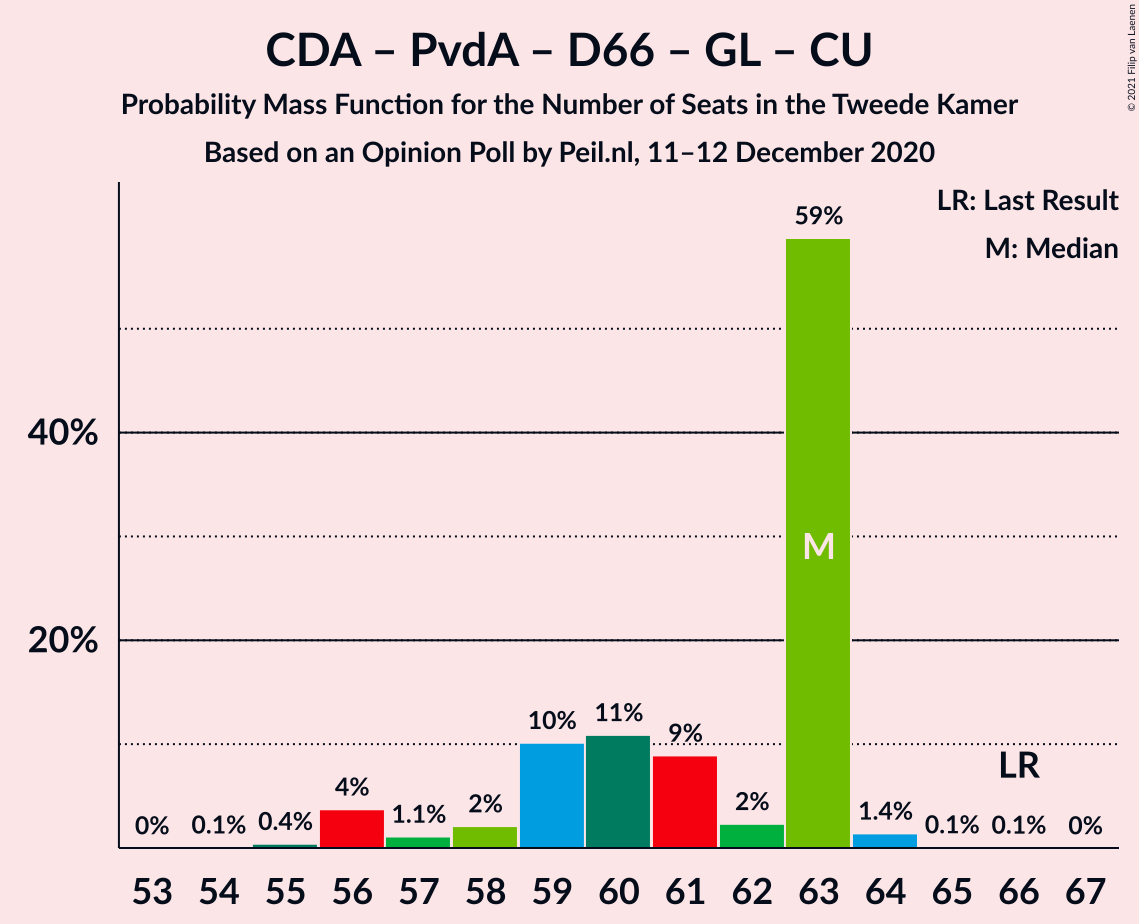 CDA – PvdA – D66 – GL – CU
Probability Mass Function for the Number of Seats in the Tweede Kamer
Based on an Opinion Poll by Peil.nl, 11–12 December 2020
© 2021 Filip van Laenen
LR: Last Result
M: Median
59%
40%
M
20%
0%
0.1%
0.4%
4%
1.1%
2%
10%
11%
9%
2%
1.4%
0.1%
0.1%
0%
LR
53 54 55 56 57 58 59 60 61 62 63 64 65 66 67